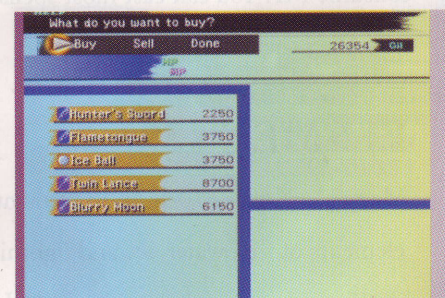 HELP
What do you want to buy?
Buy Sell Done
26354 Gil
HP
MP
Hunter's Sword 2250
Flametongue 3750
Ice Ball 3750
Twin Lance 8700
Blurry Moon 6150